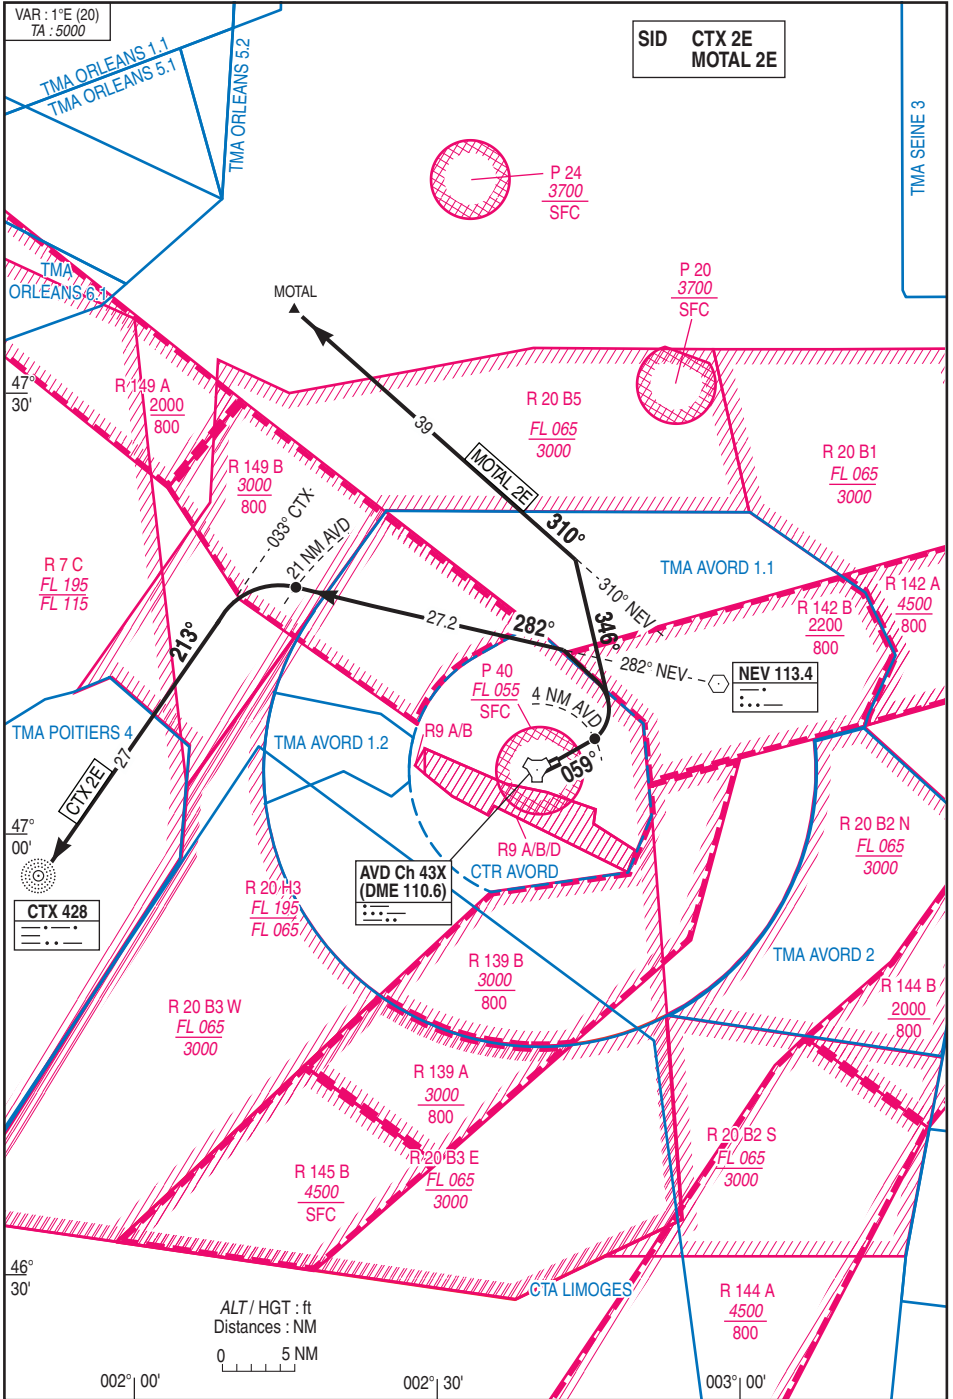 VAR : 1°E (20)
TA : 5000
SID CTX 2E
MOTAL 2E
TMA ORLEANS 1.1
TMA ORLEANS 5.1
TMA ORLEANS 5.2
TMA SEINE 3
P 24
3700
SFC
TMA
ORLEANS 6.1
MOTAL
P 20
3700
SFC
47°
30'
R 149 A
2000
800
39
R 20 B5
FL 065
3000
R 20 B1
FL 065
3000
R 149 B
3000
800
MOTAL 2E
033° CTX
310°
21 NM AVD
R 7 C
FL 195
FL 115
TMA AVORD 1.1
R 142 A
4500
800
310° NEV
R 142 B
2200
800
27.2
282°
346°
213°
282° NEV
NEV 113.4
P 40
FL 055
SFC
4 NM AVD
TMA POITIERS 4
TMA AVORD 1.2
R9 A/B
27
CTX 2E
059°
47°
00'
R 20 B2 N
FL 065
3000
R9 A/B/D
CTR AVORD
AVD Ch 43X
(DME 110.6)
R 20 H3
FL 195
FL 065
CTX 428
TMA AVORD 2
R 139 B
3000
800
R 144 B
2000
800
R 20 B3 W
FL 065
3000
R 139 A
3000
800
R 20 B2 S
FL 065
3000
R 20 B3 E
FL 065
3000
R 145 B
4500
SFC
46°
30'
CTA LIMOGES
R 144 A
4500
800
ALT / HGT : ft
Distances : NM
0 5 NM
002° 00'
002° 30'
003° 00'